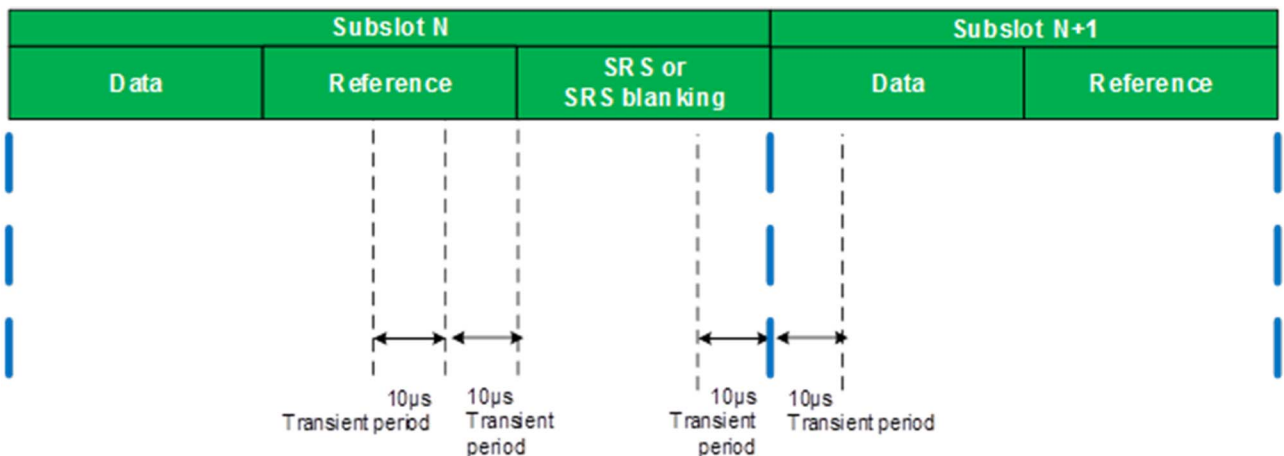 Subslot N
Subslot N+1
Data
Reference
SRS or
SRS blanking
Data
Reference
10µs
Transient period
10µs
Transient
period
10µs
Transient
period
10µs
Transient period